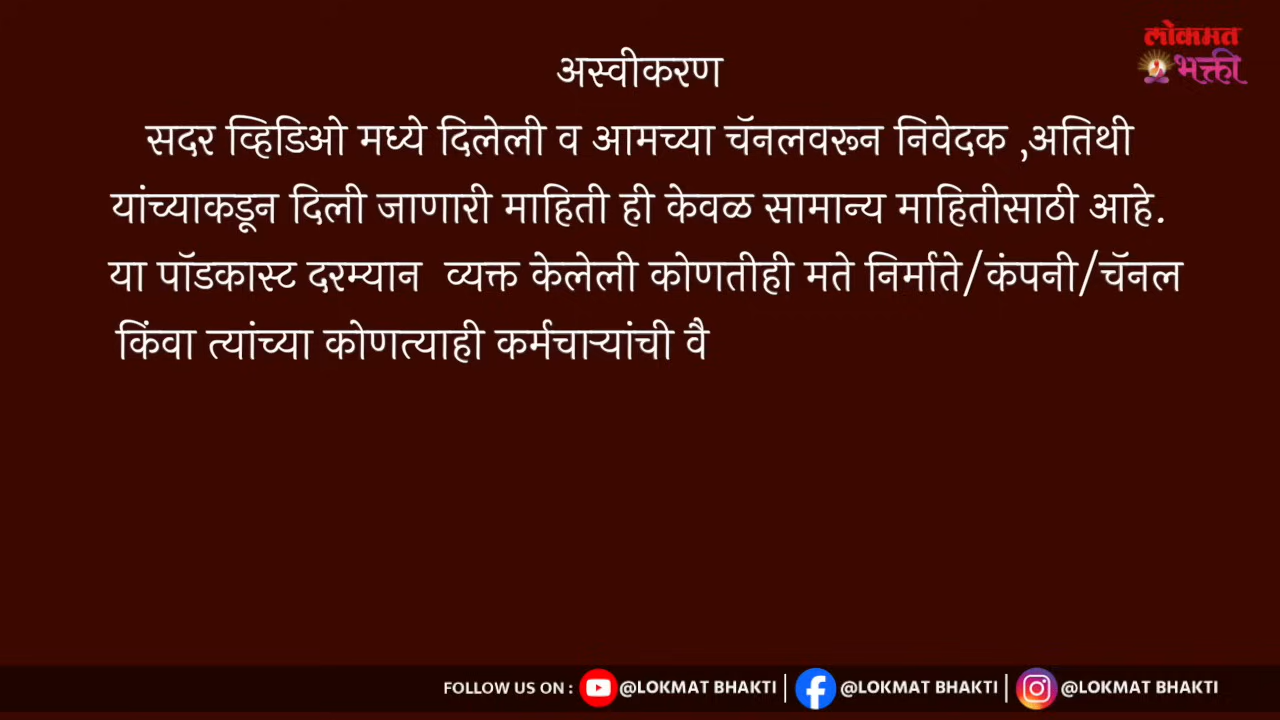 लोकमत
भक्ती
अस्वीकरण
सदर व्हिडिओ मध्ये दिलेली व आमच्या चॅनलवरून निवेदक ,अतिथी
यांच्याकडून दिली जाणारी माहिती ही केवळ सामान्य माहितीसाठी आहे.
या पॉडकास्ट दरम्यान व्यक्त केलेली कोणतीही मते निर्माते/कंपनी/चॅनल
किंवा त्यांच्या कोणत्याही कर्मचाऱ्यांची वै
FOLLOW US ON : @LOKMAT BHAKTI | @LOKMAT BHAKTI | @LOKMAT BHAKTI